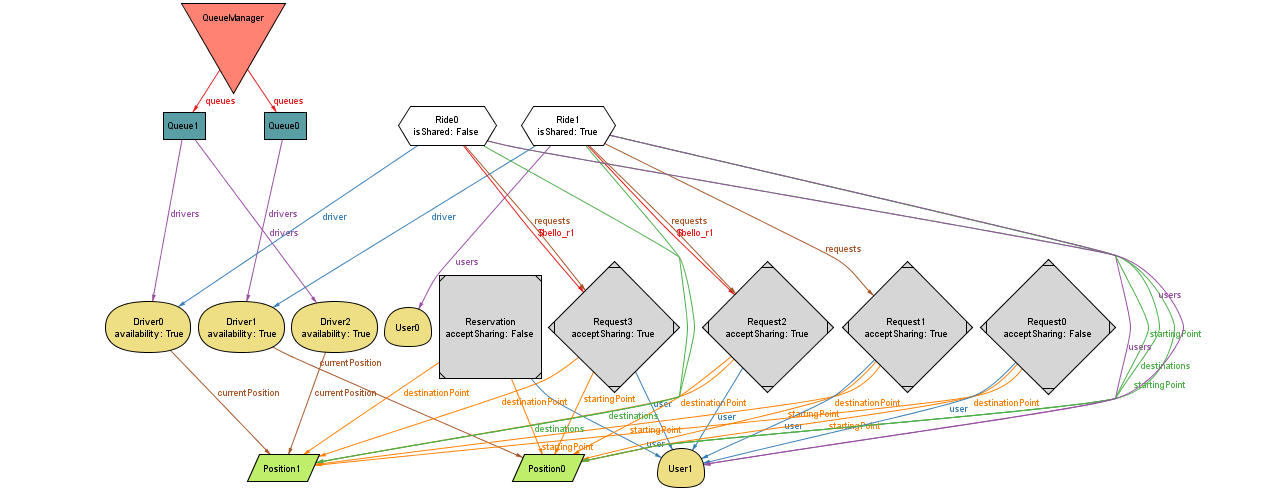 QueueManager
queues
queues
Queue1
Queue0
Ride0
isShared: False
Ride1
isShared: True
drivers
drivers
drivers
driver
driver
requests
$bello_r1
requests
$bello_r1
requests
users
users
users
startingPoint
destinations
startingPoint
Driver0
availability: True
Driver1
availability: True
Driver2
availability: True
User0
Reservation
acceptSharing: False
Request3
acceptSharing: True
Request2
acceptSharing: True
Request1
acceptSharing: True
Request0
acceptSharing: False
currentPosition
currentPosition
currentPosition
destinationPoint
destinationPoint
startingPoint
destinations
destinations
startingPoint
user
user
user
startingPoint
destinationPoint
user
startingPoint
user
destinationPoint
startingPoint
destinationPoint
user
Position1
Position0
User1